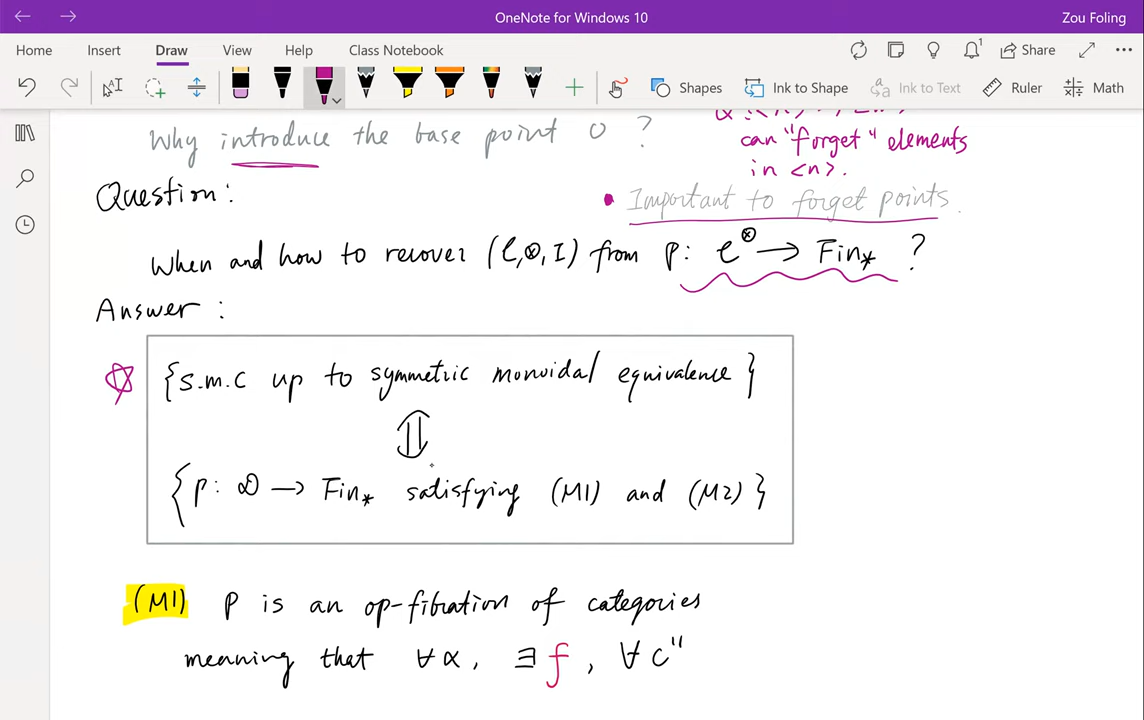 OneNote for Windows 10
Zou Foling
Home Insert Draw View Help Class Notebook
Share
Shapes Ink to Shape Ink to Text Ruler Math
can "forget" elements
in <n>.
Why introduce the base point 0 ?
Question:
• Important to forget points.
When and how to recover (C,⊗,I) from p: C^⊗ → Fin* ?
Answer :
{s.m.c up to symmetric monoidal equivalence}
⇕
{p: D → Fin* satisfying (M1) and (M2)}
(M1) P is an op-fibration of categories
meaning that ∀α, ∃f, ∀c"